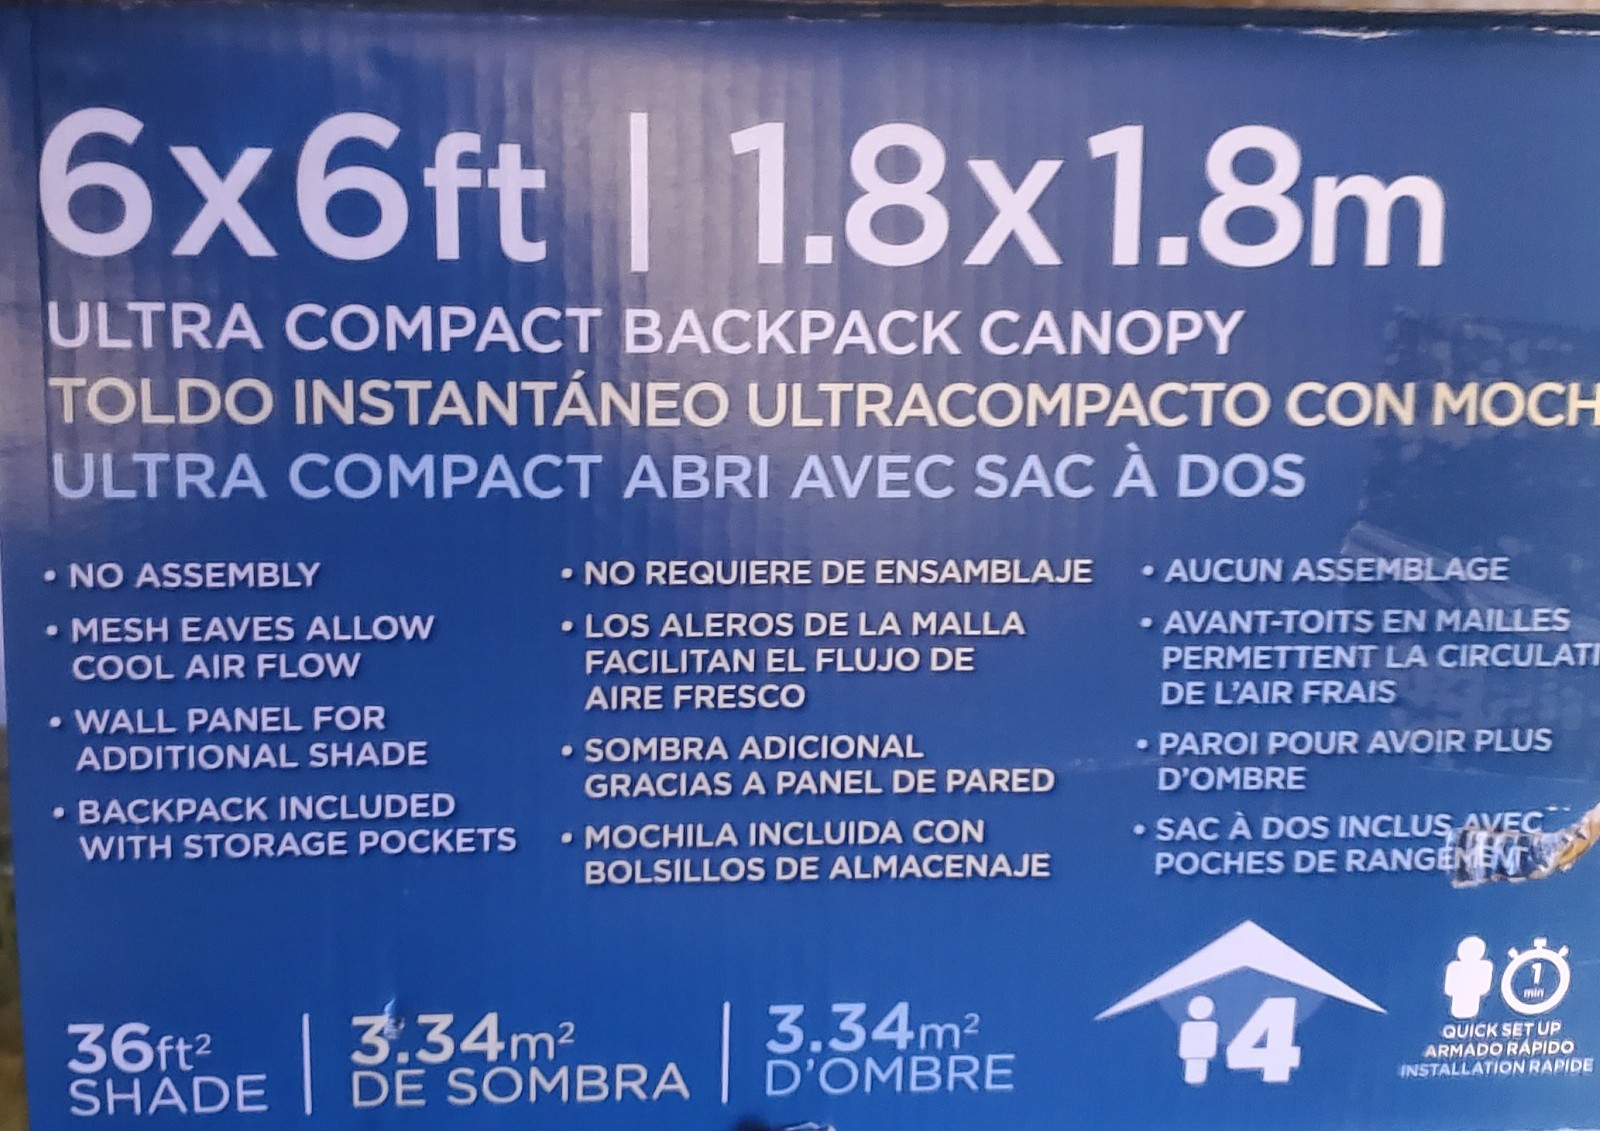 6x6ft | 1.8x1.8m
ULTRA COMPACT BACKPACK CANOPY
TOLDO INSTANTÁNEO ULTRACOMPACTO CON MOCH
ULTRA COMPACT ABRI AVEC SAC À DOS
• NO ASSEMBLY
• MESH EAVES ALLOW
COOL AIR FLOW
• WALL PANEL FOR
ADDITIONAL SHADE
• BACKPACK INCLUDED
WITH STORAGE POCKETS
• NO REQUIERE DE ENSAMBLAJE
• LOS ALEROS DE LA MALLA
FACILITAN EL FLUJO DE
AIRE FRESCO
• SOMBRA ADICIONAL
GRACIAS A PANEL DE PARED
• MOCHILA INCLUIDA CON
BOLSILLOS DE ALMACENAJE
• AUCUN ASSEMBLAGE
• AVANT-TOITS EN MAILLES
PERMETTENT LA CIRCULATI
DE L'AIR FRAIS
• PAROI POUR AVOIR PLUS
D'OMBRE
• SAC À DOS INCLUS AVEC
POCHES DE RANGEMENT
36ft²
SHADE
3.34m²
DE SOMBRA
3.34m²
D'OMBRE
4
1
min
QUICK SET UP
ARMADO RÁPIDO
INSTALLATION RAPIDE